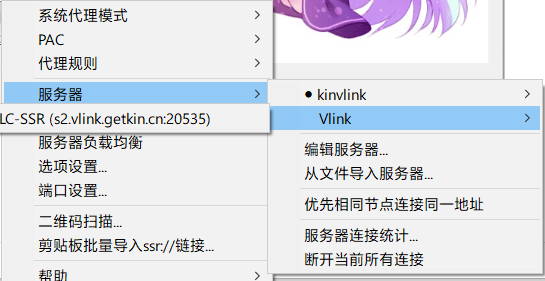 系统代理模式
PAC
代理规则
服务器
LC-SSR (s2.vlink.getkin.cn:20535)
服务器负载均衡
选项设置...
端口设置...
二维码扫描...
剪贴板批量导入ssr://链接...
帮助
kinvlink
Vlink
编辑服务器...
从文件导入服务器...
优先相同节点连接同一地址
服务器连接统计...
断开当前所有连接